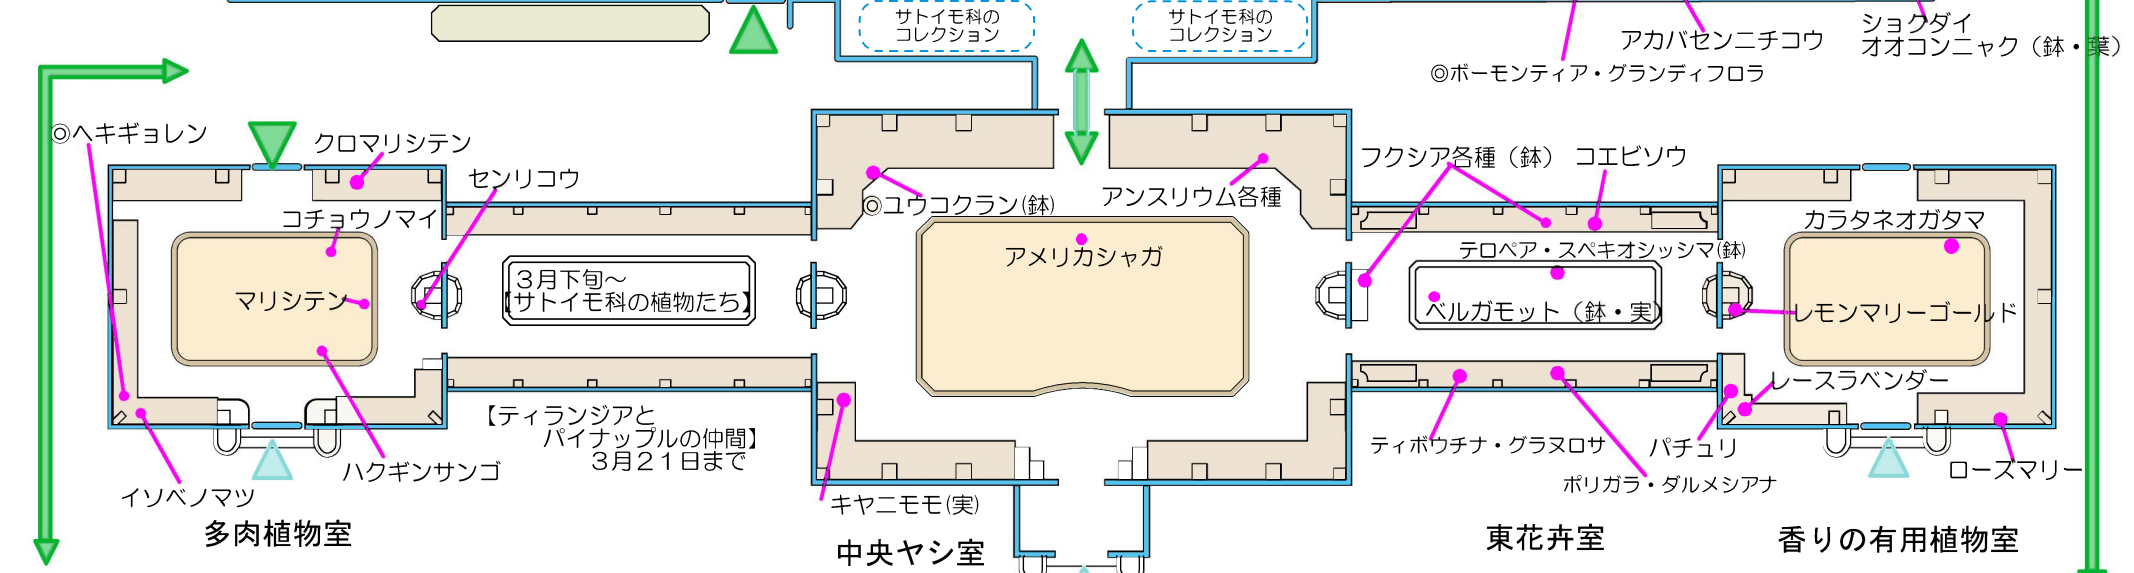 サトイモ科の
コレクション
サトイモ科の
コレクション
ショクダイ
オオコンニャク（鉢・葉）
アカバセンニチコウ
◎ボーモンティア・グランディフロラ
◎ヘキギョレン
クロマリシテン
センリコウ
コチョウノマイ
マリシテン
ハクギンサンゴ
イソベノマツ
多肉植物室
３月下旬～
【サトイモ科の植物たち】
【ティランジアと
パイナップルの仲間】
３月２１日まで
◎ユウコクラン(鉢)
アンスリウム各種
アメリカシャガ
キヤニモモ(実)
中央ヤシ室
フクシア各種（鉢）
コエビソウ
テロペア・スペキオシッシマ(鉢)
ベルガモット（鉢・実）
ティボウチナ・グラヌロサ
ポリガラ・ダルメシアナ
東花卉室
カラタネオガタマ
レモンマリーゴールド
レースラベンダー
パチュリ
ローズマリー
香りの有用植物室